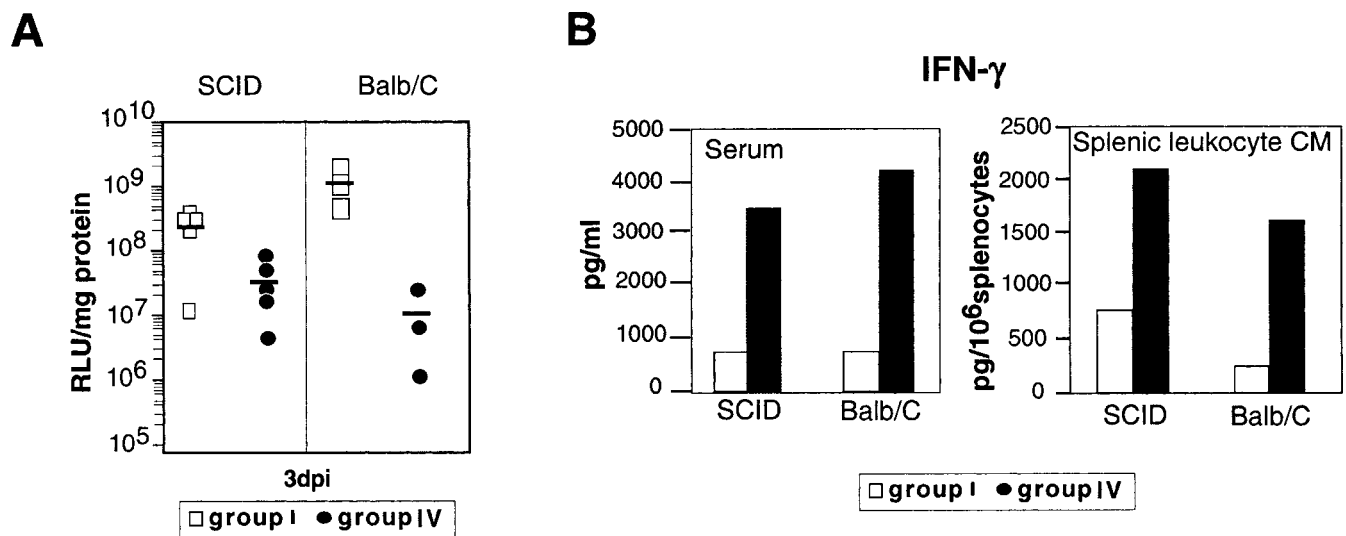 A
SCID
Balb/C
10^10
10^9
10^8
10^7
10^6
10^5
RLU/mg protein
3dpi
□ group I ● group IV
B
IFN-γ
5000
4000
3000
2000
1000
0
pg/ml
Serum
SCID
Balb/C
2500
2000
1500
1000
500
0
pg/10^6 splenocytes
Splenic leukocyte CM
SCID
Balb/C
□ group I ● group IV